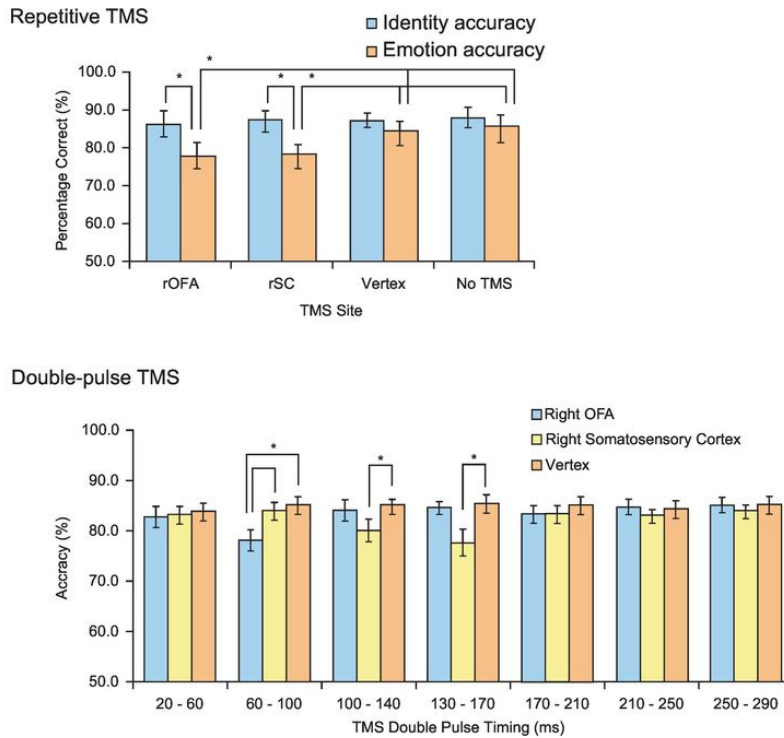 Repetitive TMS
Identity accuracy
Emotion accuracy
Percentage Correct (%)
100.0
90.0
80.0
70.0
60.0
50.0
*
*
*
*
rOFA
rSC
Vertex
No TMS
TMS Site
Double-pulse TMS
Right OFA
Right Somatosensory Cortex
Vertex
Accracy (%)
100.0
90.0
80.0
70.0
60.0
50.0
*
*
*
20 - 60
60 - 100
100 - 140
130 - 170
170 - 210
210 - 250
250 - 290
TMS Double Pulse Timing (ms)